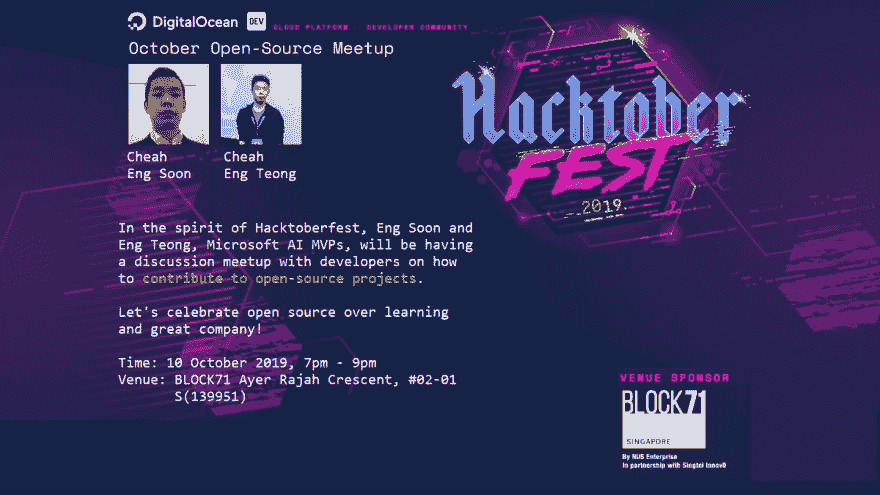 DigitalOcean DEV CLOUD PLATFORM DEVELOPER COMMUNITY
October Open-Source Meetup
Cheah
Eng Soon
Cheah
Eng Teong
Hacktober
FEST
2019
In the spirit of Hacktoberfest, Eng Soon and
Eng Teong, Microsoft AI MVPs, will be having
a discussion meetup with developers on how
to contribute to open-source projects.
Let's celebrate open source over learning
and great company!
Time: 10 October 2019, 7pm - 9pm
Venue: BLOCK71 Ayer Rajah Crescent, #02-01
S(139951)
VENUE SPONSOR
BLOCK71
SINGAPORE
By NUS Enterprise
In partnership with Singtel Innov8